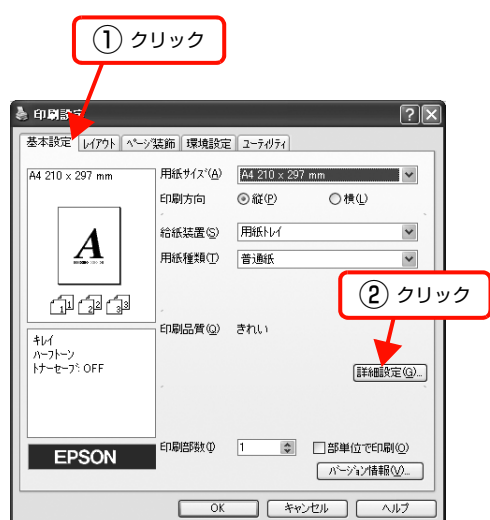 ① クリック
印刷設定
基本設定 レイアウト ページ装飾 環境設定 ユーティリティ
A4 210 x 297 mm
用紙サイズ(A) A4 210 x 297 mm
印刷方向 縦(P) 横(L)
給紙装置(S) 用紙トレイ
用紙種類(T) 普通紙
A
1 1 2 2 3 3
② クリック
印刷品質(Q) きれい
キレイ
ハーフトーン
トナーセーブ: OFF
詳細設定(G)...
EPSON
印刷部数(I) 1 部単位で印刷(O)
バージョン情報(V)...
OK キャンセル ヘルプ